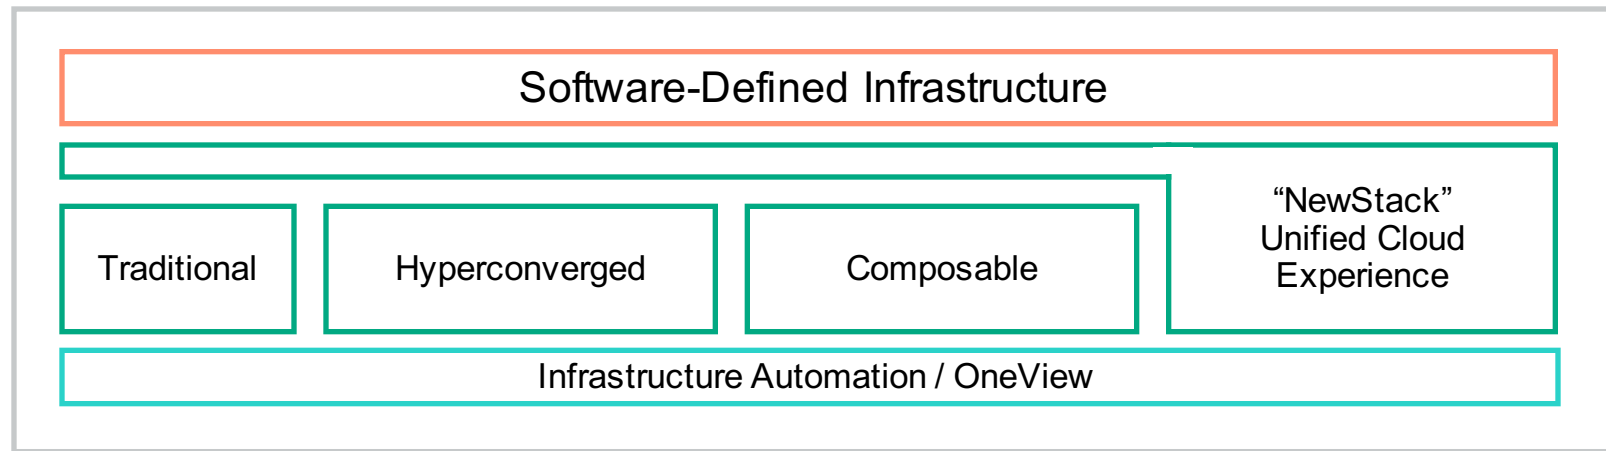 Software-Defined Infrastructure
“NewStack”
Unified Cloud
Experience
Traditional
Hyperconverged
Composable
Infrastructure Automation / OneView